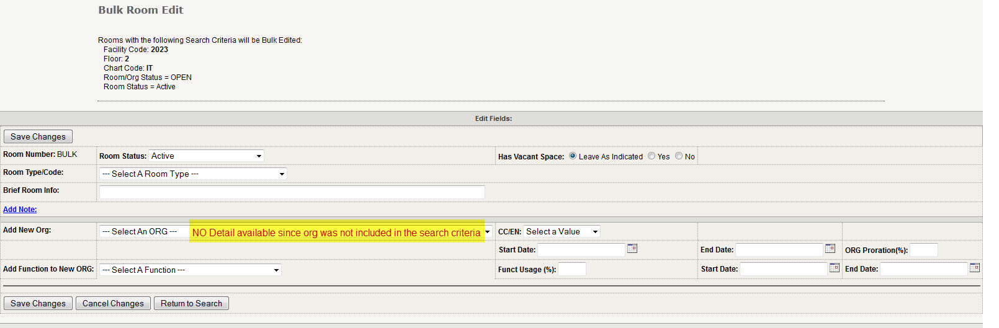 Bulk Room Edit
Rooms with the following Search Criteria will be Bulk Edited:
Facility Code: 2023
Floor: 2
Chart Code: IT
Room/Org Status = OPEN
Room Status = Active
Edit Fields:
Save Changes
Room Number: BULK Room Status: Active Has Vacant Space: Leave As Indicated Yes No
Room Type/Code: --- Select A Room Type ---
Brief Room Info:
Add Note:
Add New Org: --- Select An ORG --- NO Detail available since org was not included in the search criteria CC/EN: Select a Value
Start Date: End Date: ORG Proration(%):
Add Function to New ORG: --- Select A Function --- Funct Usage (%): Start Date: End Date:
Save Changes Cancel Changes Return to Search